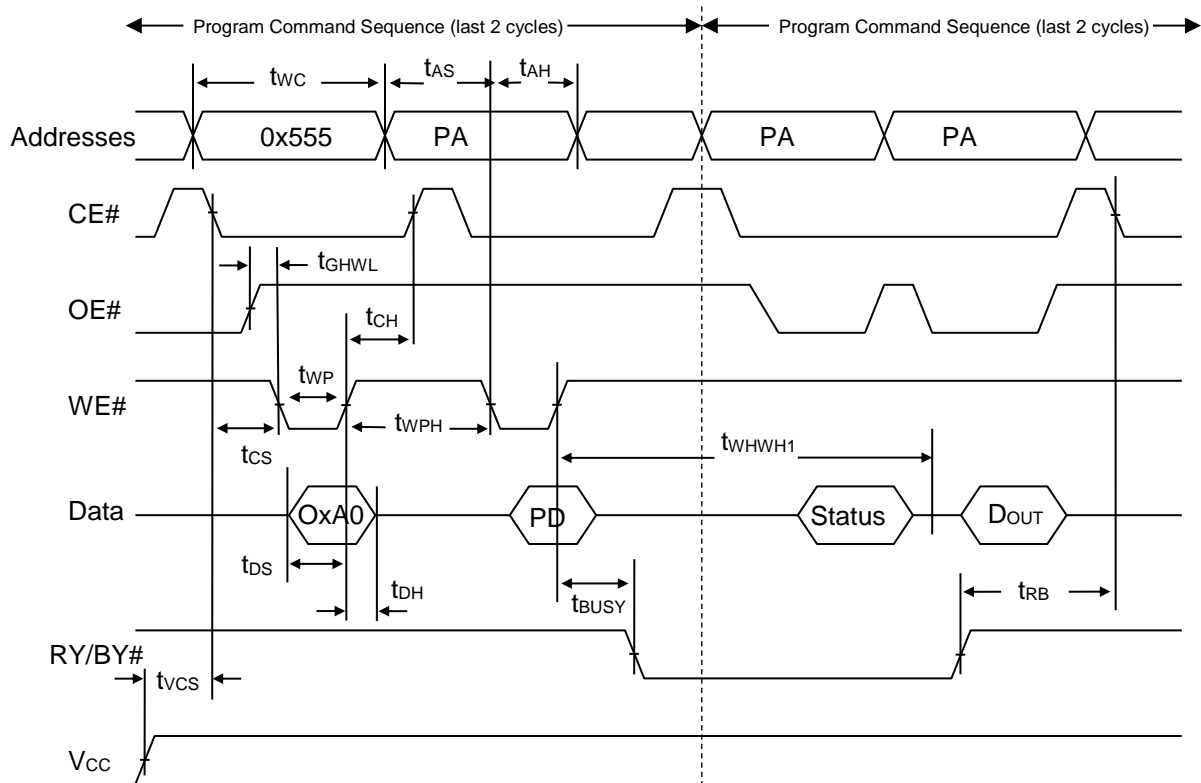 Program Command Sequence (last 2 cycles) Program Command Sequence (last 2 cycles)
tWC tAS tAH
Addresses 0x555 PA PA PA
CE#
tGHWL
OE#
tCH
tWP
WE#
tWPH
tCS tWHWH1
Data OxA0 PD Status DOUT
tDS tDH tBUSY tRB
RY/BY#
tVCS
VCC